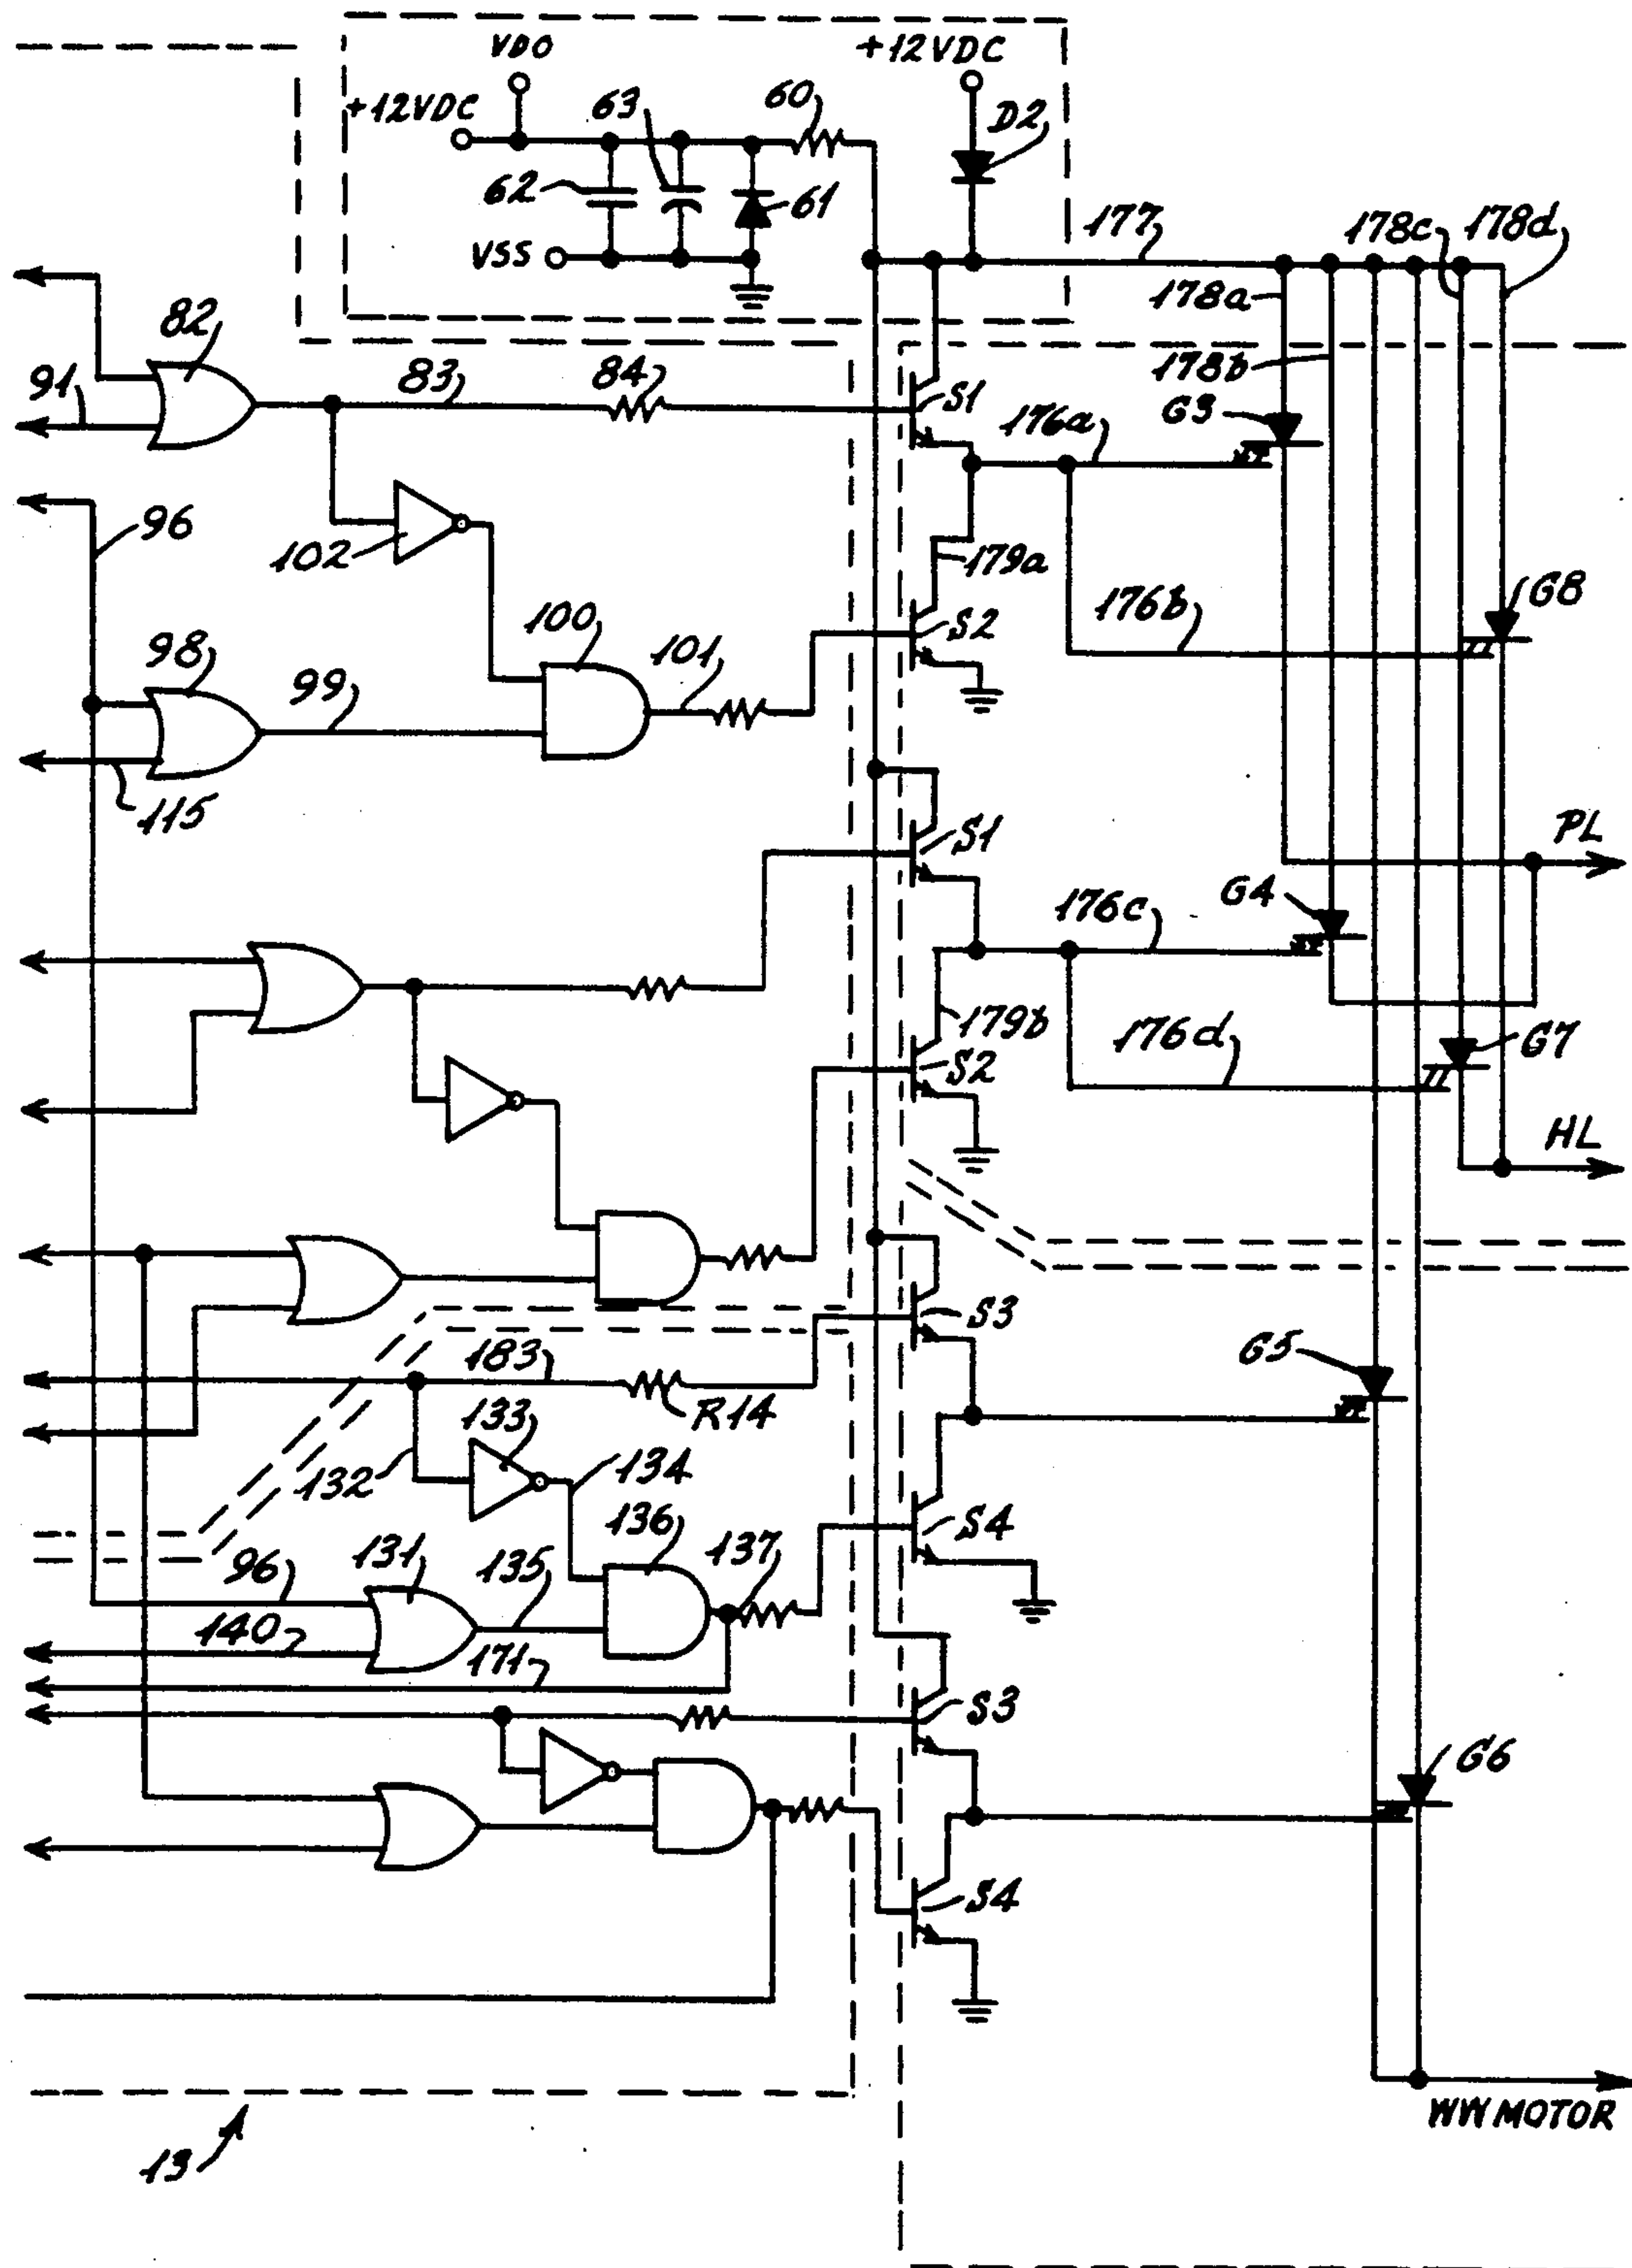 VDO
+12VDC
+12VDC
63
60
D2
62
61
VSS
177
178c
178d
178a
82
91
83
84
S1
178b
G3
176a
96
102
179a
G8
100
S2
176b
98
101
99
115
S1
PL
G4
176c
179b
176d
G7
S2
HL
S3
183
G5
R14
133
132
134
136
S4
96
131
135
137
140
171
S3
G6
S4
WW MOTOR
13